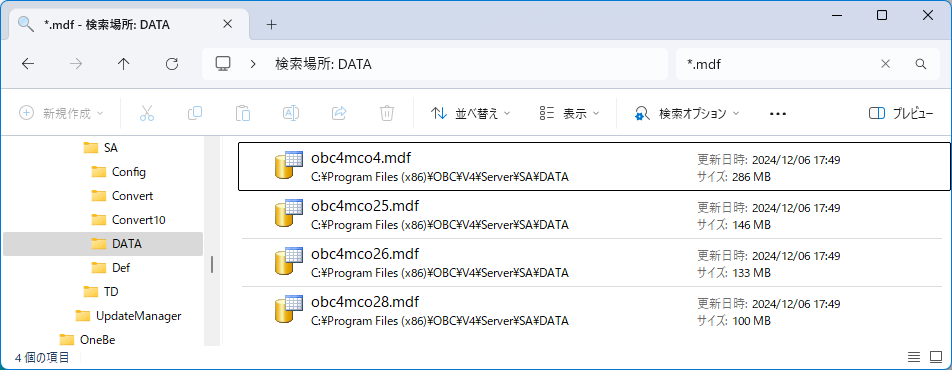 *.mdf - 検索場所: DATA
検索場所: DATA
*.mdf
新規作成
並べ替え
表示
検索オプション
プレビュー
SA
Config
Convert
Convert10
DATA
Def
TD
UpdateManager
OneBe
obc4mco4.mdf
C:¥Program Files (x86)¥OBC¥V4¥Server¥SA¥DATA
更新日時: 2024/12/06 17:49
サイズ: 286 MB
obc4mco25.mdf
C:¥Program Files (x86)¥OBC¥V4¥Server¥SA¥DATA
更新日時: 2024/12/06 17:49
サイズ: 146 MB
obc4mco26.mdf
C:¥Program Files (x86)¥OBC¥V4¥Server¥SA¥DATA
更新日時: 2024/12/06 17:49
サイズ: 133 MB
obc4mco28.mdf
C:¥Program Files (x86)¥OBC¥V4¥Server¥SA¥DATA
更新日時: 2024/12/06 17:49
サイズ: 100 MB
4 個の項目